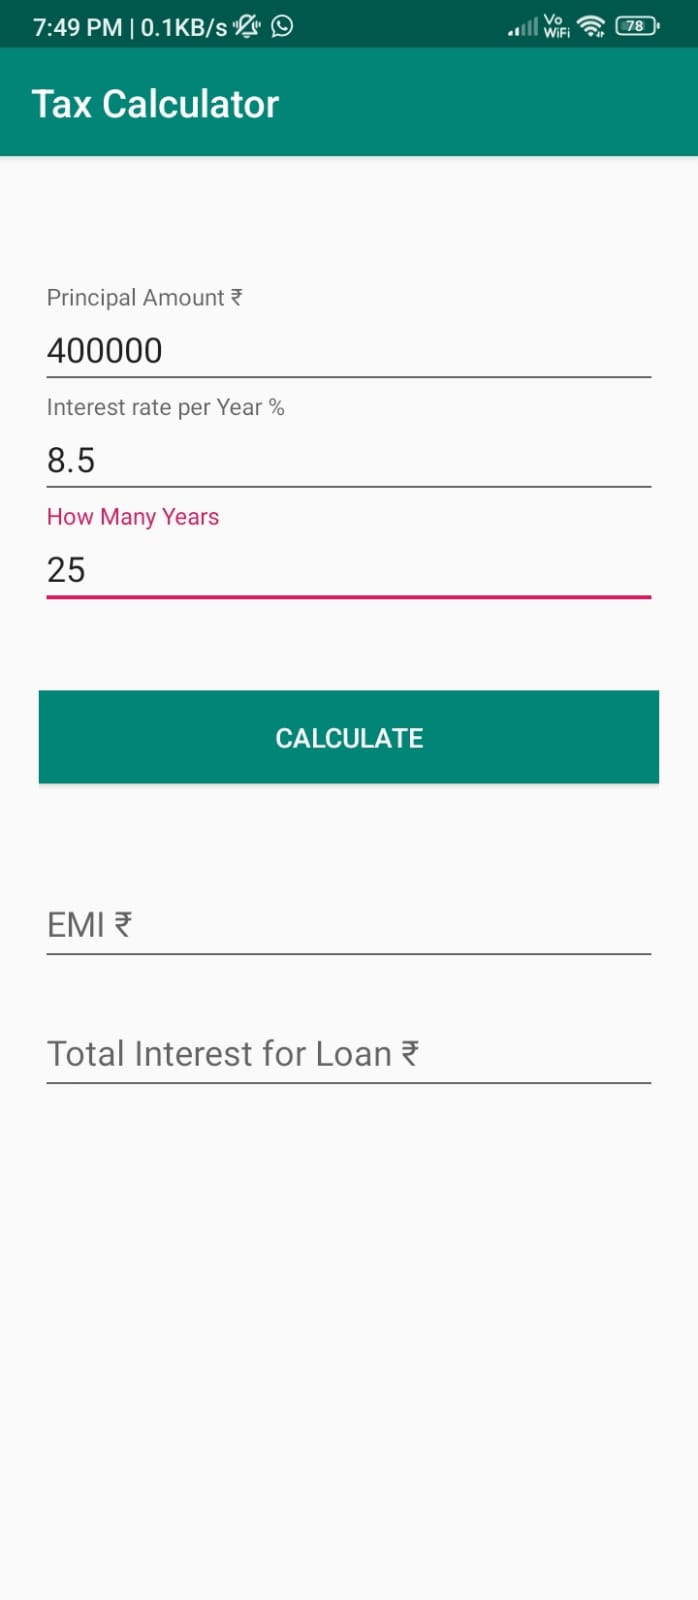 7:49 PM | 0.1KB/s Vo WiFi 78
Tax Calculator
Principal Amount ₹
400000
Interest rate per Year %
8.5
How Many Years
25
CALCULATE
EMI ₹
Total Interest for Loan ₹